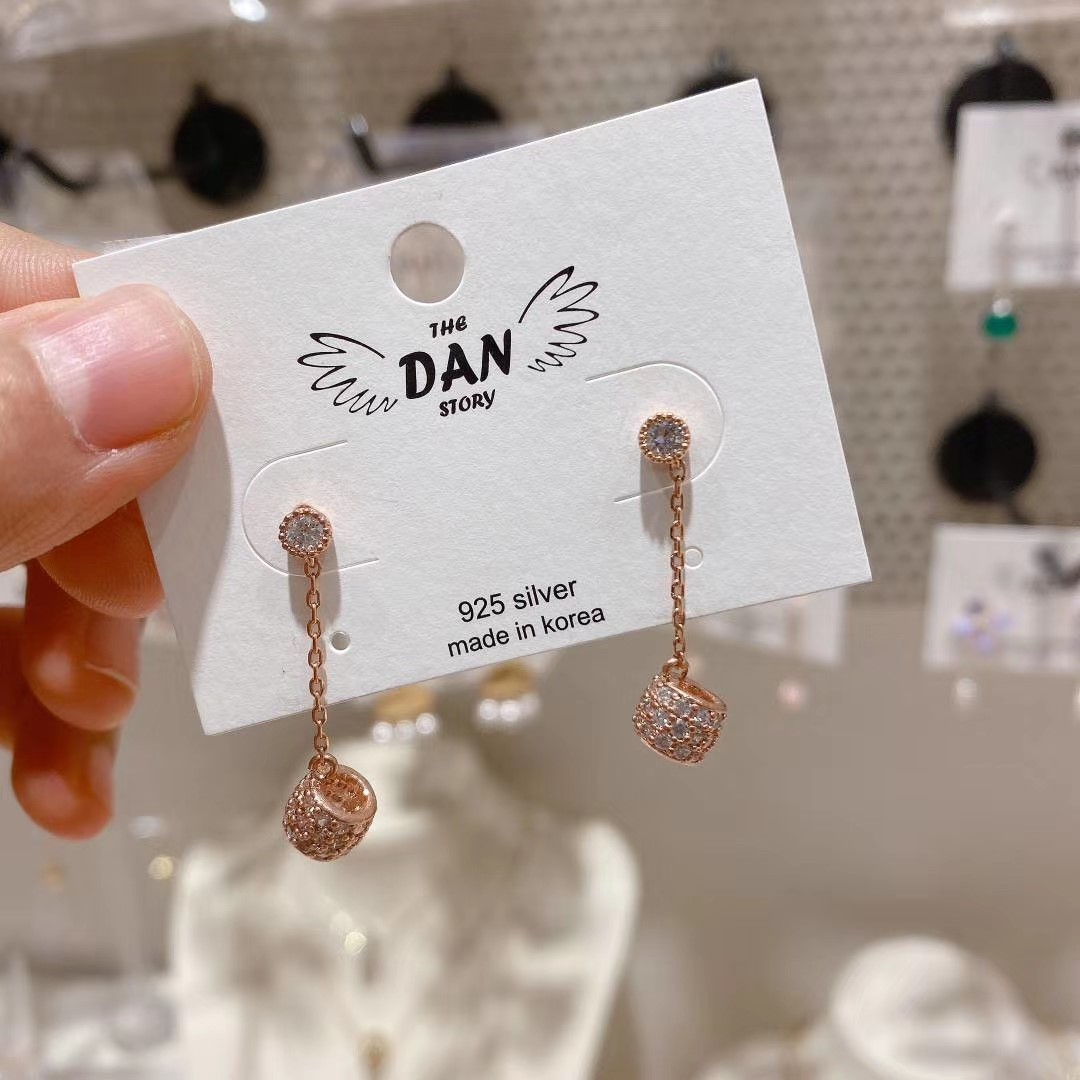 THE
DAN
STORY
925 silver
made in korea